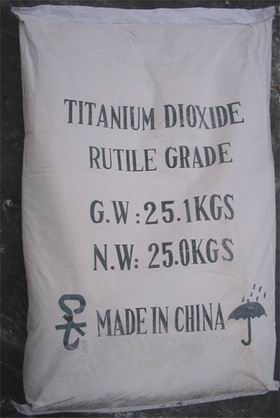 TITANIUM DIOXIDE
RUTILE GRADE
G.W:25.1KGS
N.W:25.0KGS
MADE IN CHINA